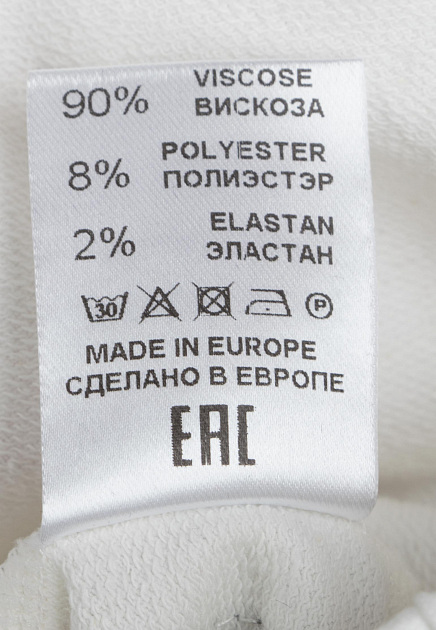 90% VISCOSE
ВИСКОЗА
8% POLYESTER
ПОЛИЭСТЭР
2% ELASTAN
ЭЛАСТАН
30 P
MADE IN EUROPE
СДЕЛАНО В ЕВРОПЕ
EAC